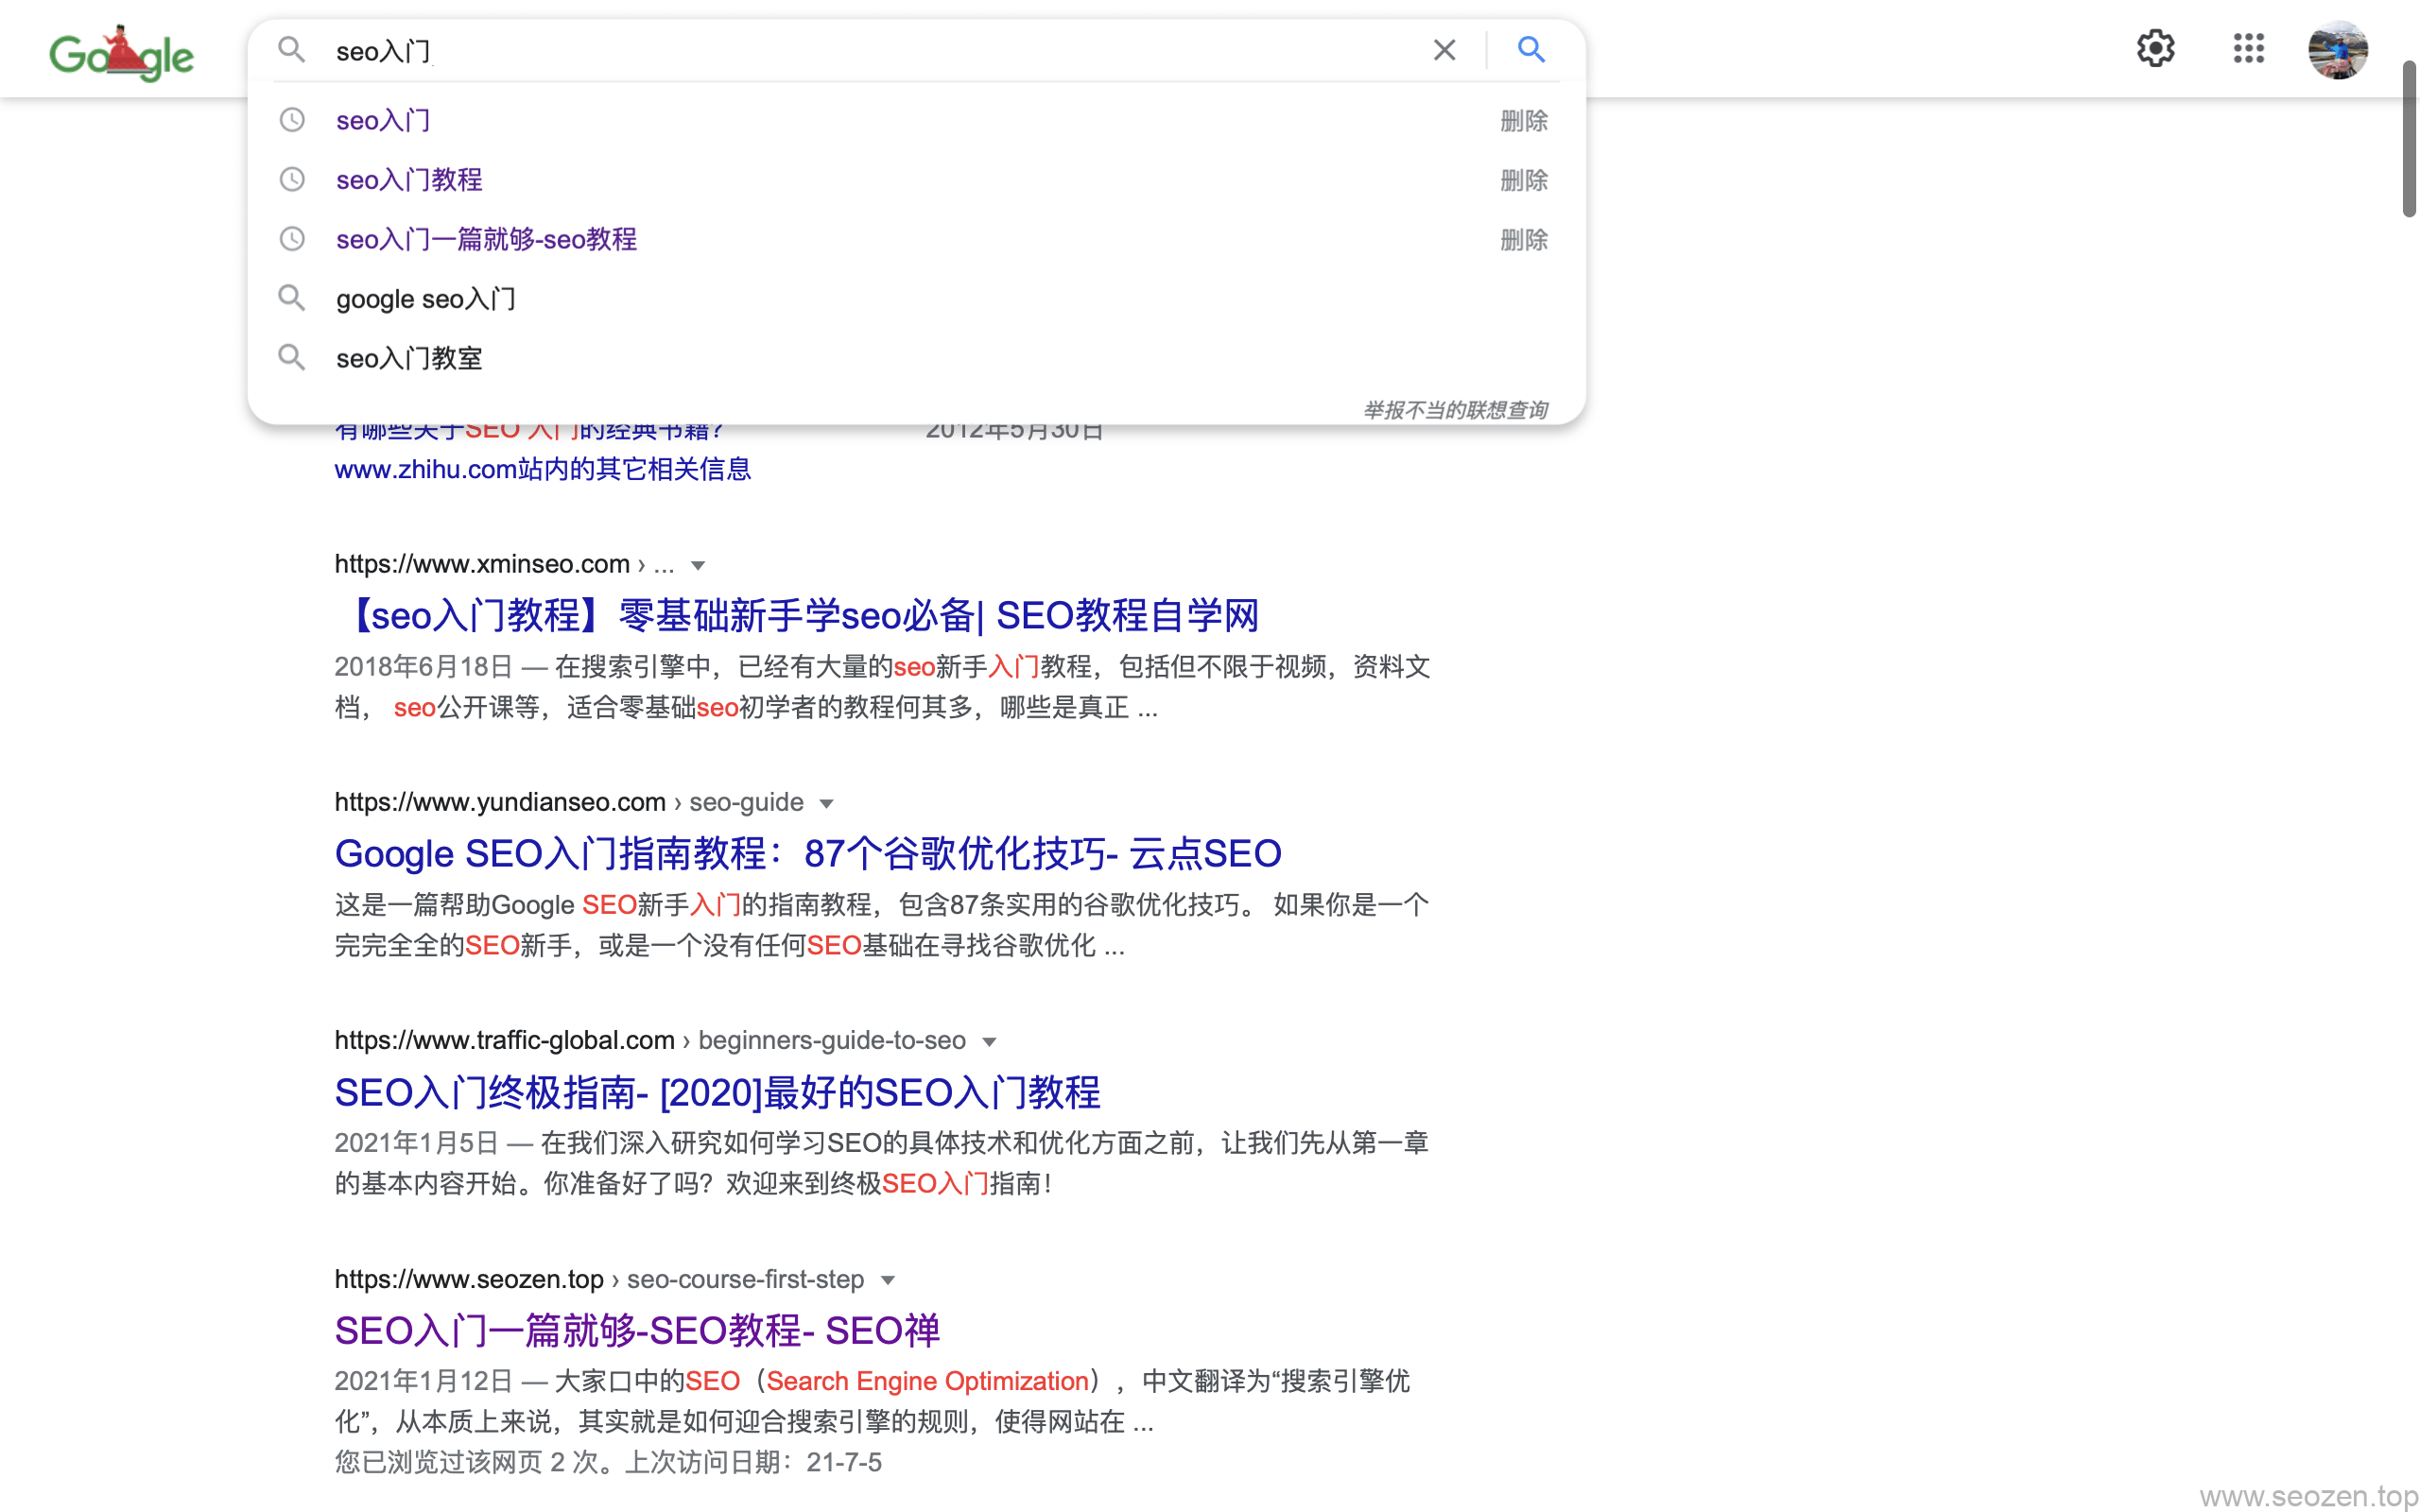 Google
seo入门
seo入门 删除
seo入门教程 删除
seo入门一篇就够-seo教程 删除
google seo入门
seo入门教室
举报不当的联想查询
有哪些关于SEO 入门的经典书籍? 2012年5月30日
www.zhihu.com站内的其它相关信息
https://www.xminseo.com › ...
【seo入门教程】零基础新手学seo必备| SEO教程自学网
2018年6月18日 — 在搜索引擎中，已经有大量的seo新手入门教程，包括但不限于视频，资料文
档， seo公开课等，适合零基础seo初学者的教程何其多，哪些是真正 ...
https://www.yundianseo.com › seo-guide
Google SEO入门指南教程：87个谷歌优化技巧- 云点SEO
这是一篇帮助Google SEO新手入门的指南教程，包含87条实用的谷歌优化技巧。 如果你是一个
完完全全的SEO新手，或是一个没有任何SEO基础在寻找谷歌优化 ...
https://www.traffic-global.com › beginners-guide-to-seo
SEO入门终极指南- [2020]最好的SEO入门教程
2021年1月5日 — 在我们深入研究如何学习SEO的具体技术和优化方面之前，让我们先从第一章
的基本内容开始。你准备好了吗？欢迎来到终极SEO入门指南！
https://www.seozen.top › seo-course-first-step
SEO入门一篇就够-SEO教程- SEO禅
2021年1月12日 — 大家口中的SEO（Search Engine Optimization），中文翻译为“搜索引擎优
化”，从本质上来说，其实就是如何迎合搜索引擎的规则，使得网站在 ...
您已浏览过该网页 2 次。上次访问日期：21-7-5
www.seozen.top